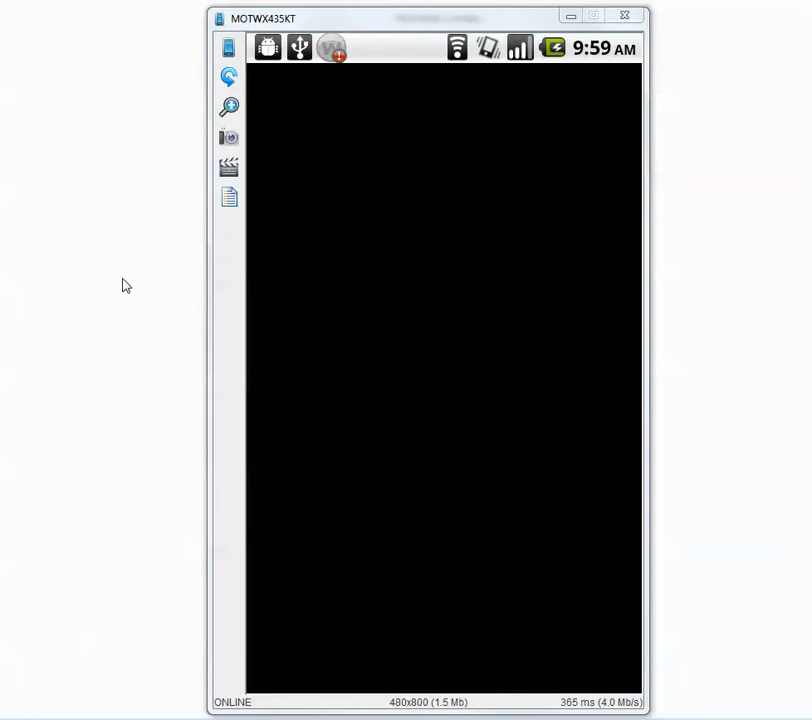 MOTWX435KT
9:59 AM
ONLINE
480x800 (1.5 Mb)
365 ms (4.0 Mb/s)